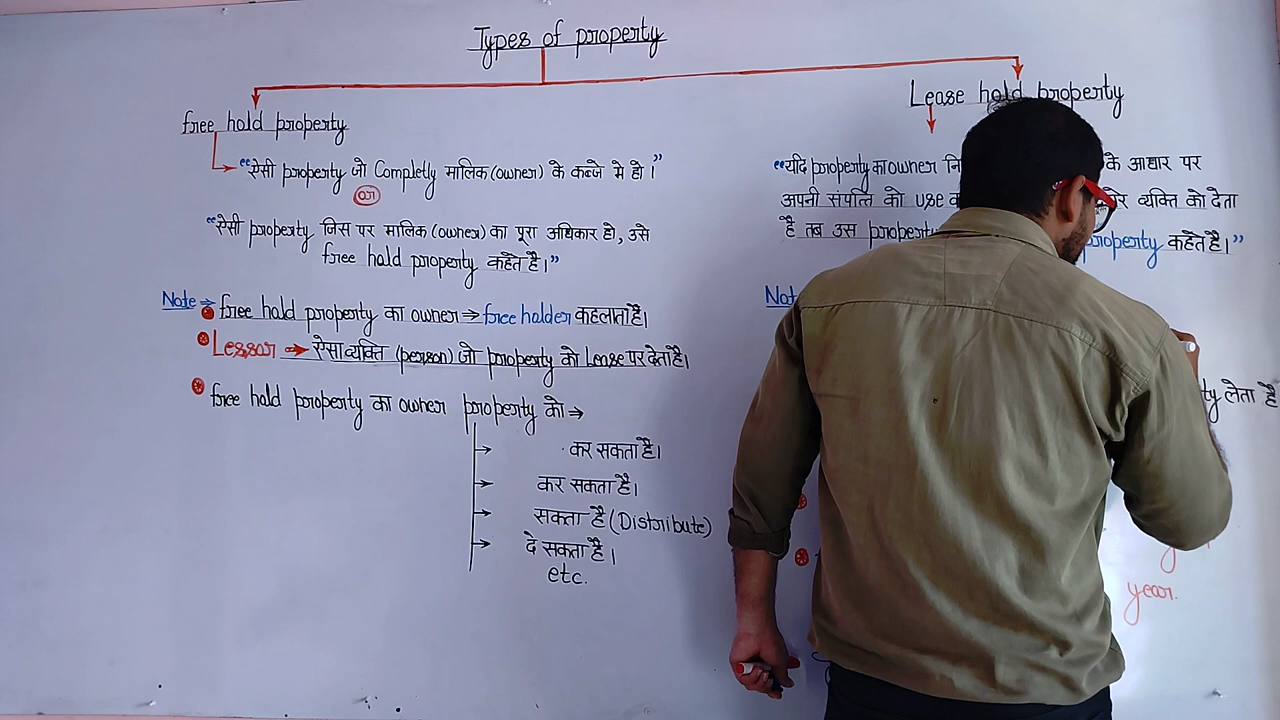 Types of property
free hold property
Lease hold property
“ऐसी property जो Completly मालिक (owner) के कब्जे मे हो।”
or
“ऐसी property जिस पर मालिक (owner) का पूरा अधिकार हो, उसे
free hold property कहेते है।”
Note ⇒ free hold property का owner ⇒ free holder कहलाता है।
Lessor → ऐसा व्यक्ति (person) जो property को Lease पर देता है।
free hold property का owner property को ⇒
→ कर सकता है।
→ कर सकता है।
→ सकता है (Distribute)
→ दे सकता है।
etc.
“यदि property का owner के आधार पर
अपनी संपत्ति को use व्यक्ति को देता
है तब उस property property कहते है।”
ty लेता है
year.